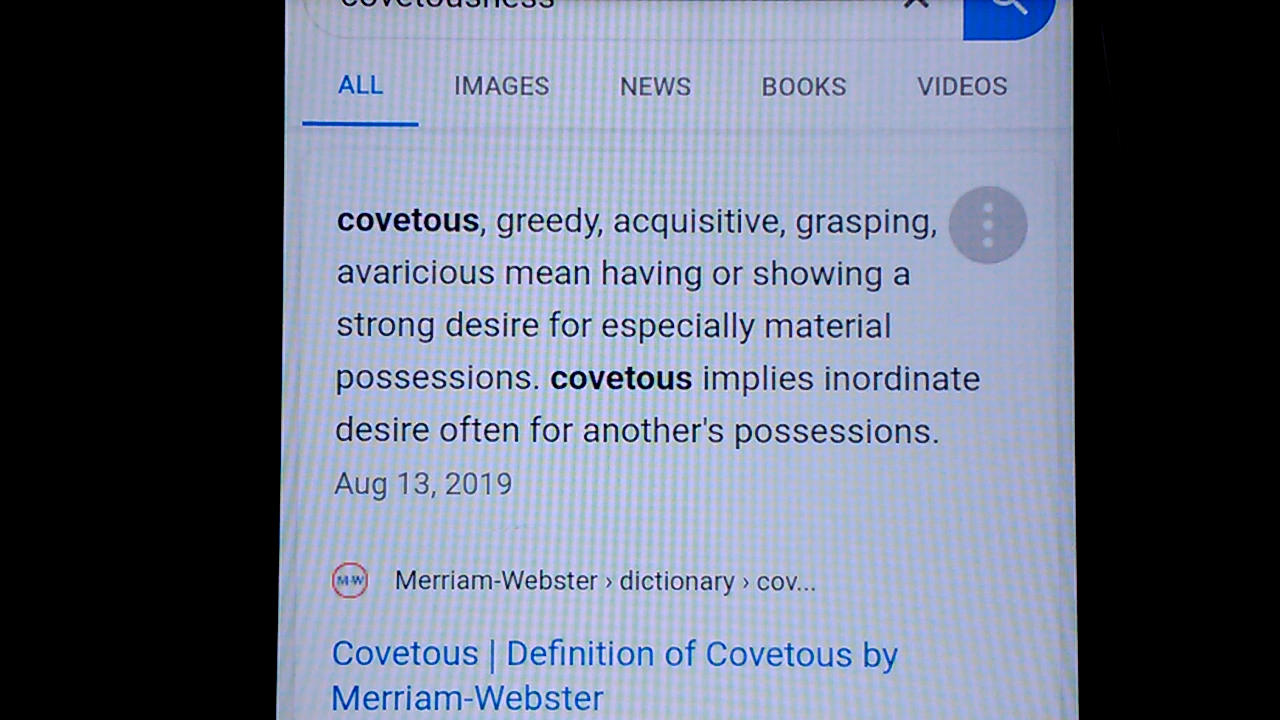 covetousness
ALL IMAGES NEWS BOOKS VIDEOS
covetous, greedy, acquisitive, grasping,
avaricious mean having or showing a
strong desire for especially material
possessions. covetous implies inordinate
desire often for another's possessions.
Aug 13, 2019
M-W Merriam-Webster › dictionary › cov...
Covetous | Definition of Covetous by
Merriam-Webster